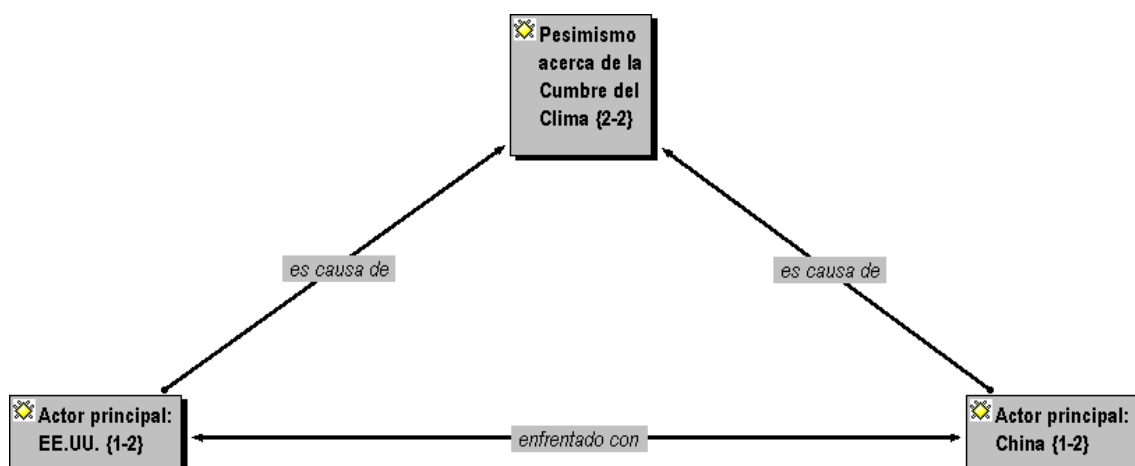 Pesimismo
acerca de la
Cumbre del
Clima {2-2}
es causa de
es causa de
Actor principal:
EE.UU. {1-2}
enfrentado con
Actor principal:
China {1-2}